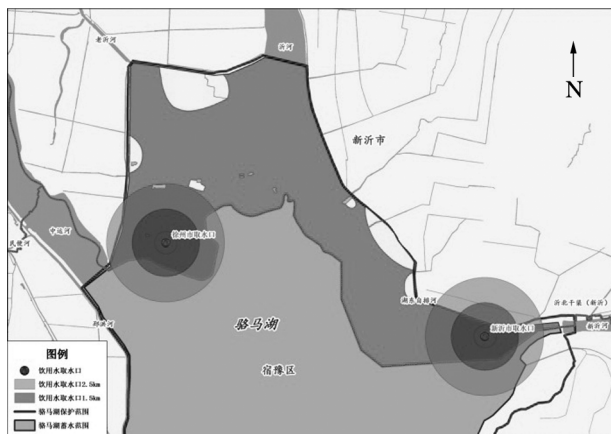 老沂河
沂河
N
新沂市
徐州市取水口
中运河
民便河
湖东自排河
沂北干渠（新沂）
新沂市取水口
新沂河
骆马湖
宿豫区
图例
饮用水取水口
饮用水取水口2.5km
饮用水取水口1.5km
骆马湖保护范围
骆马湖蓄水范围